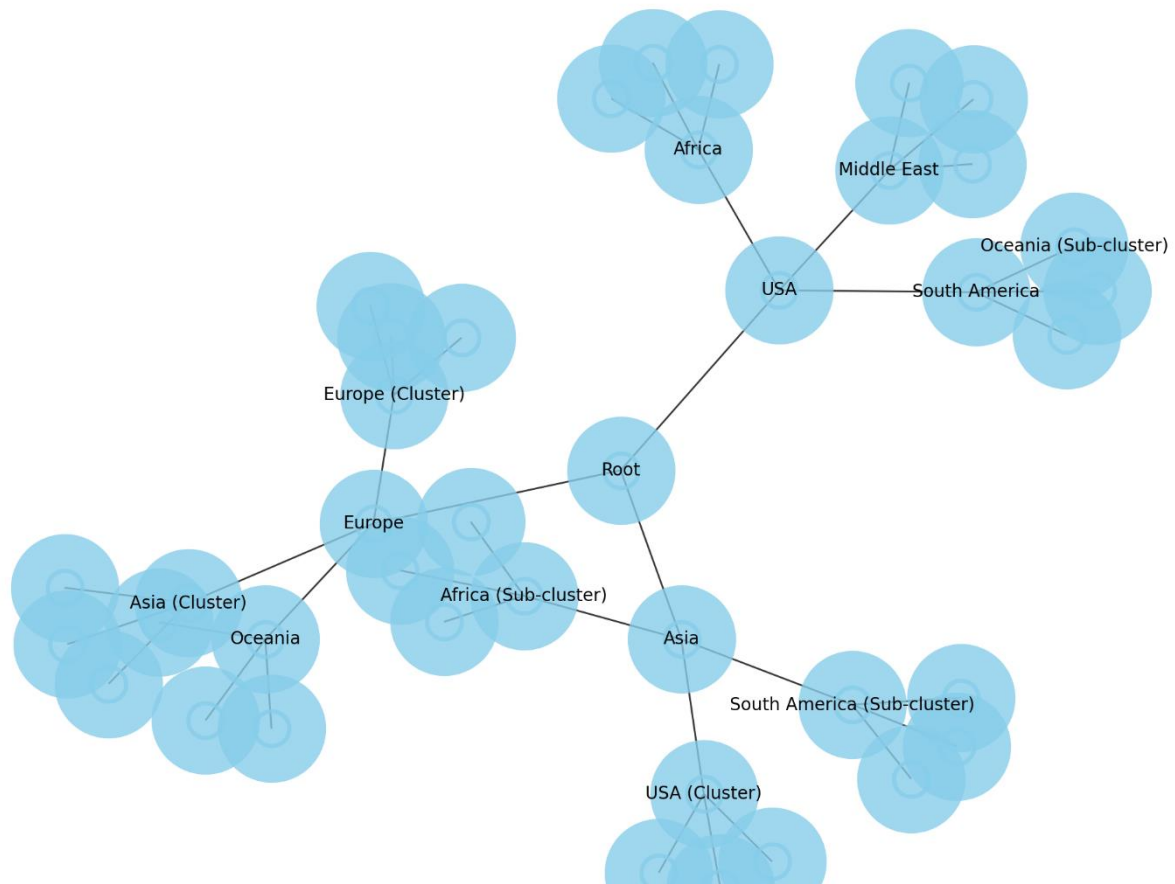 Africa
Middle East
Oceania (Sub-cluster)
USA
South America
Europe (Cluster)
Root
Europe
Africa (Sub-cluster)
Asia (Cluster)
Oceania
Asia
South America (Sub-cluster)
USA (Cluster)